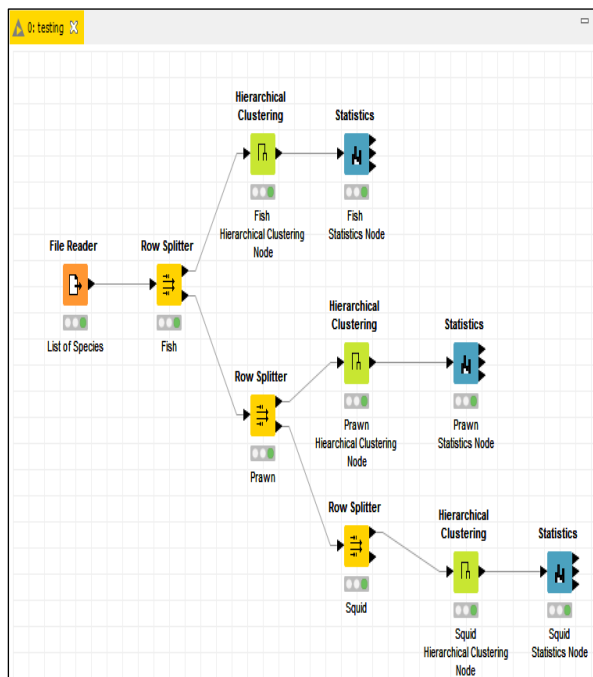 0: testing
Hierarchical
Clustering
Statistics
Fish
Hierarchical Clustering
Node
Fish
Statistics Node
File Reader
Row Splitter
List of Species
Fish
Hierarchical
Clustering
Statistics
Row Splitter
Prawn
Prawn
Hierarchical Clustering
Node
Prawn
Statistics Node
Row Splitter
Hierarchical
Clustering
Statistics
Squid
Squid
Hierarchical Clustering
Node
Squid
Statistics Node